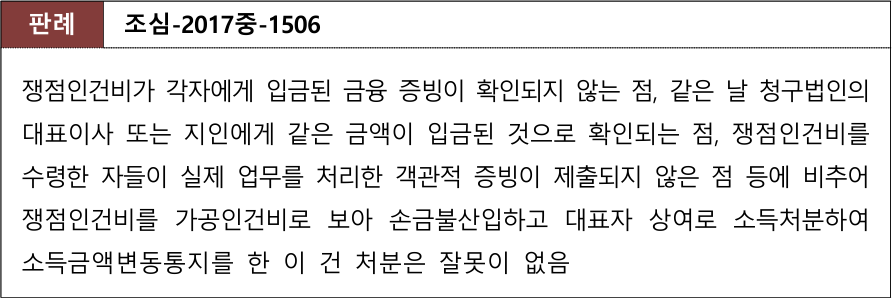 판례 조심-2017중-1506
쟁점인건비가 각자에게 입금된 금융 증빙이 확인되지 않는 점, 같은 날 청구법인의
대표이사 또는 지인에게 같은 금액이 입금된 것으로 확인되는 점, 쟁점인건비를
수령한 자들이 실제 업무를 처리한 객관적 증빙이 제출되지 않은 점 등에 비추어
쟁점인건비를 가공인건비로 보아 손금불산입하고 대표자 상여로 소득처분하여
소득금액변동통지를 한 이 건 처분은 잘못이 없음